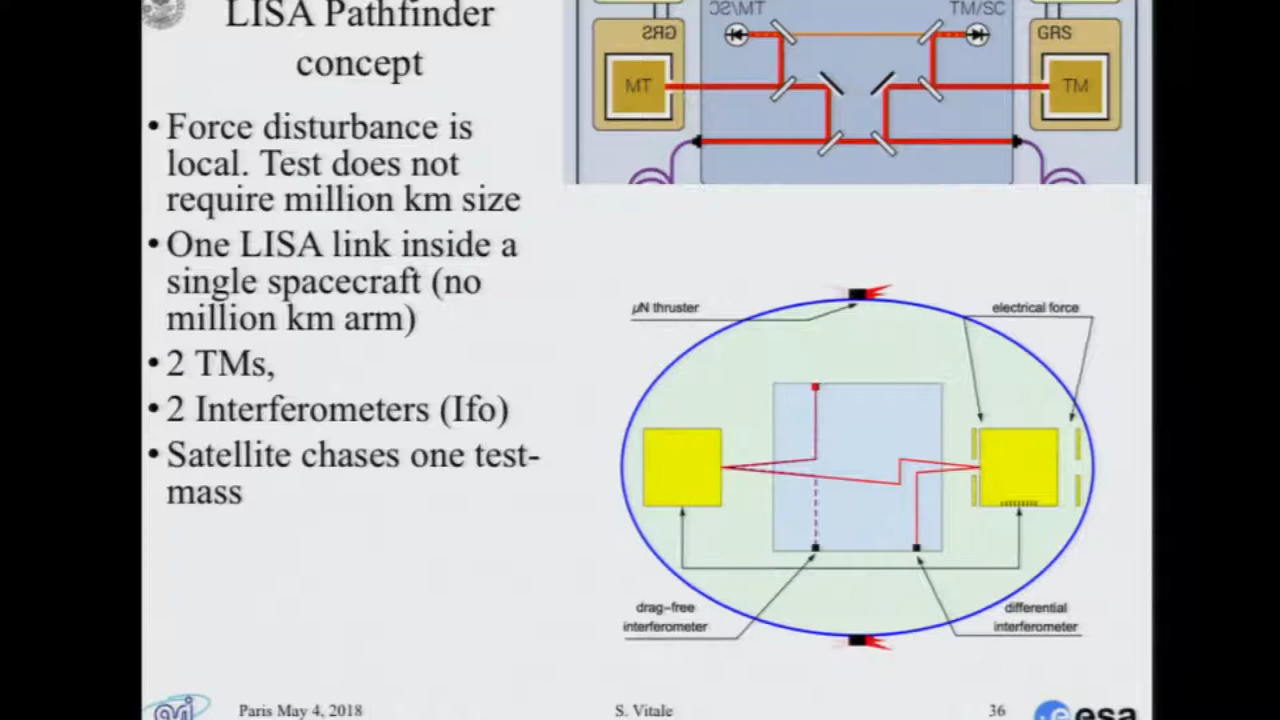 LISA Pathfinder
concept
• Force disturbance is
local. Test does not
require million km size
• One LISA link inside a
single spacecraft (no
million km arm)
• 2 TMs,
• 2 Interferometers (Ifo)
• Satellite chases one test-
mass
TM/SC
TM/SC
GRS
GRS
MT
TM
μN thruster
electrical force
drag-free
interferometer
differential
interferometer
Paris May 4, 2018
S. Vitale
36
esa